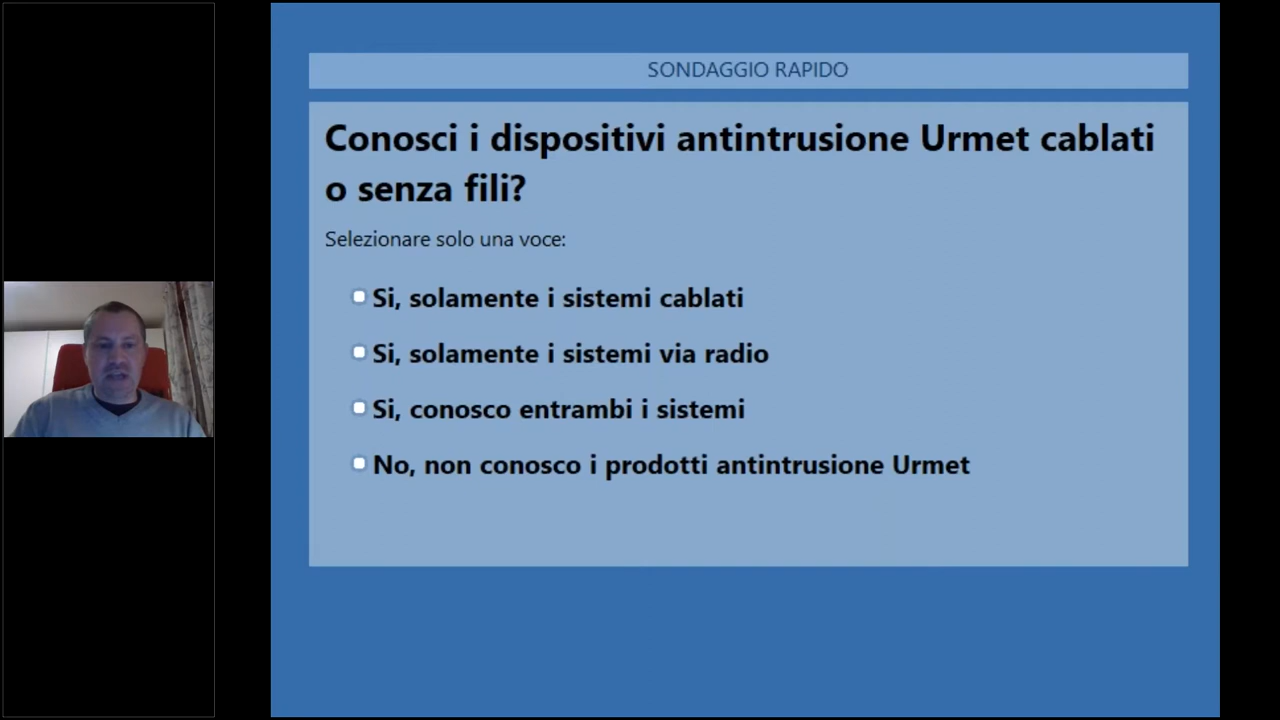 SONDAGGIO RAPIDO
Conosci i dispositivi antintrusione Urmet cablati
o senza fili?
Selezionare solo una voce:
Si, solamente i sistemi cablati
Si, solamente i sistemi via radio
Si, conosco entrambi i sistemi
No, non conosco i prodotti antintrusione Urmet